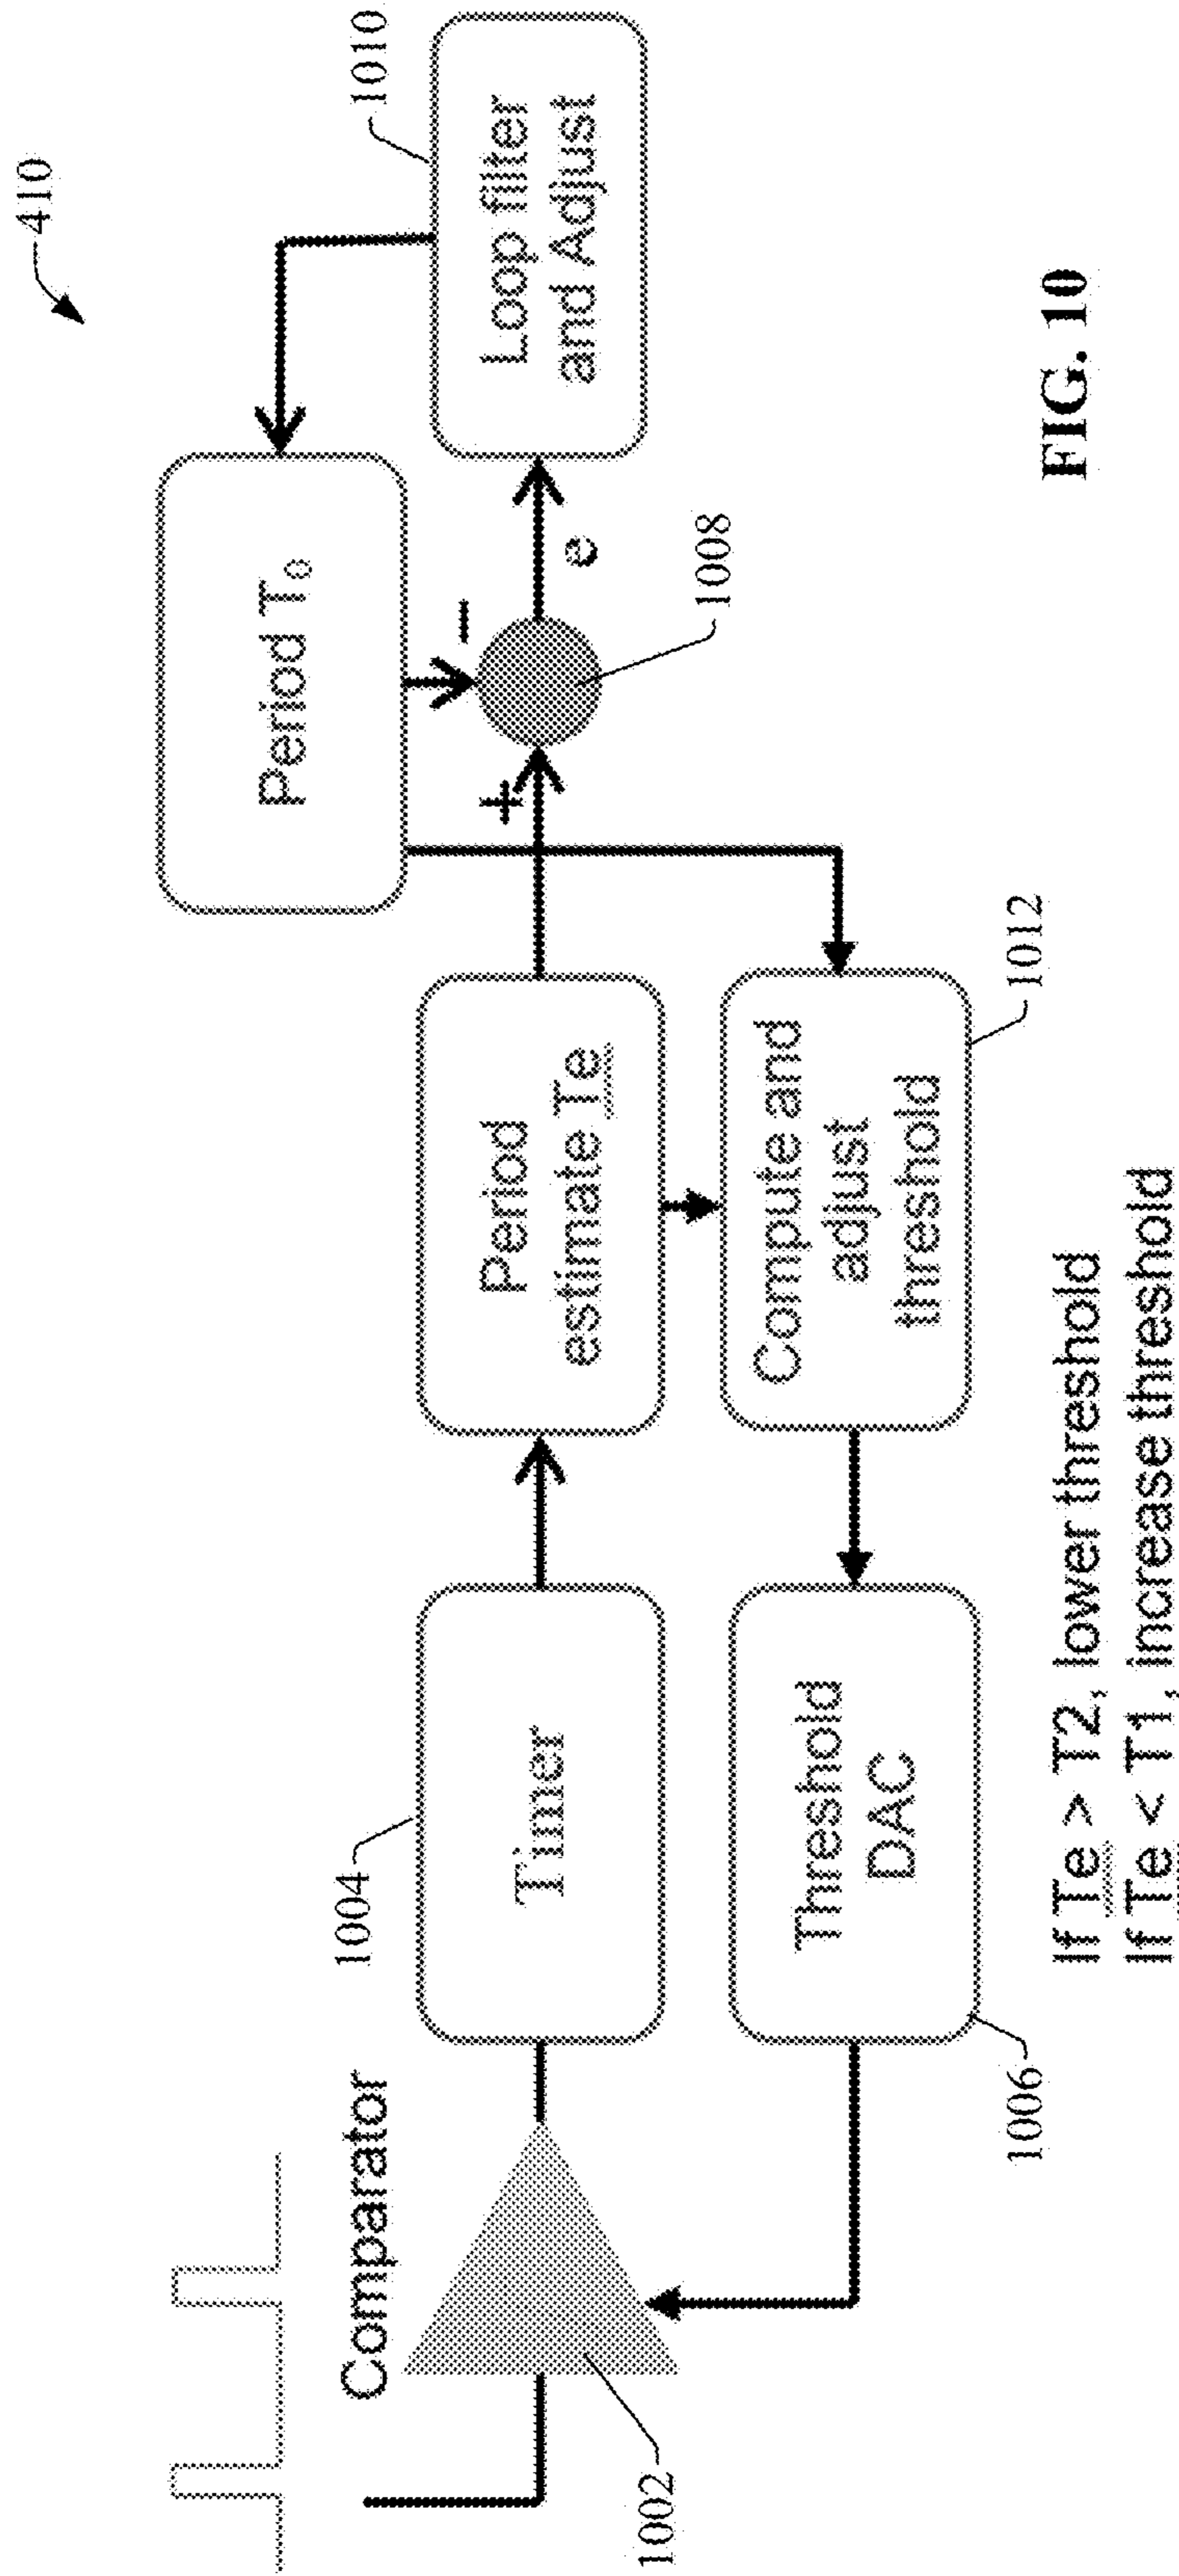 410
Comparator
1002
1004
Timer
Period
estimate Te
Period T₀
+
−
e
1008
1010
Loop filter
and Adjust
Threshold
DAC
1006
Compute and
adjust
threshold
1012
If Te > T2, lower threshold
If Te < T1, increase threshold
FIG. 10